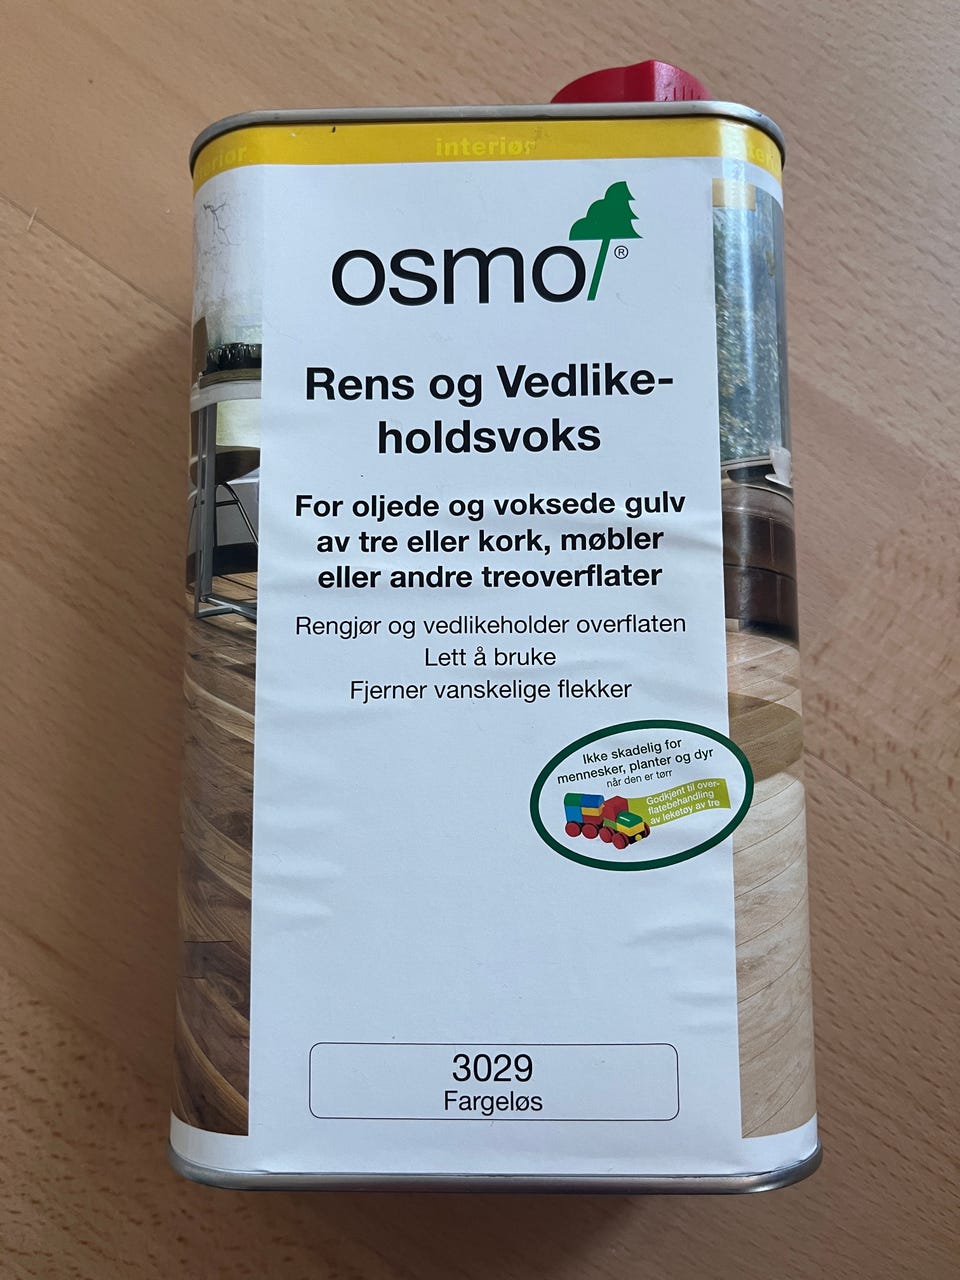 interiør
osmo®
Rens og Vedlike-
holdsvoks
For oljede og voksede gulv
av tre eller kork, møbler
eller andre treoverflater
Rengjør og vedlikeholder overflaten
Lett å bruke
Fjerner vanskelige flekker
Ikke skadelig for
mennesker, planter og dyr
når den er tørr
Godkjent til over-
flatebehandling
av leketøy av tre
3029
Fargeløs